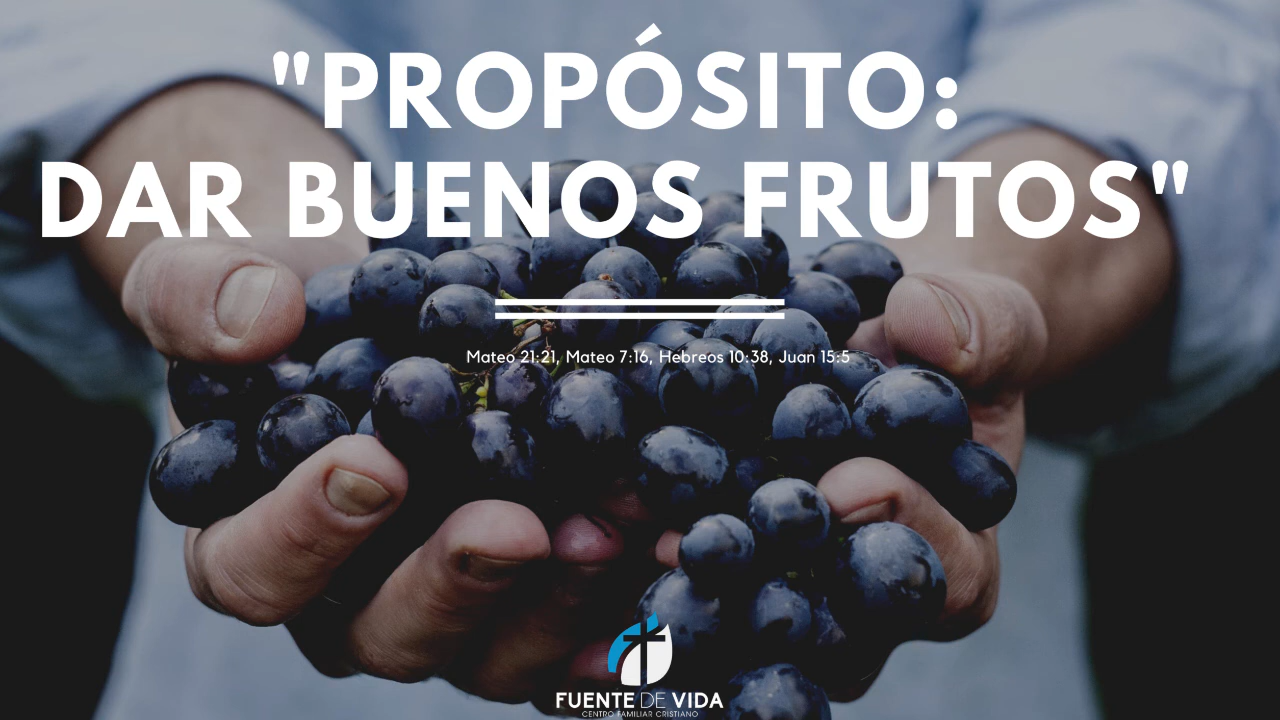 "PROPÓSITO:
DAR BUENOS FRUTOS"
Mateo 21:21, Mateo 7:16, Hebreos 10:38, Juan 15:5
FUENTE DE VIDA
CENTRO FAMILIAR CRISTIANO